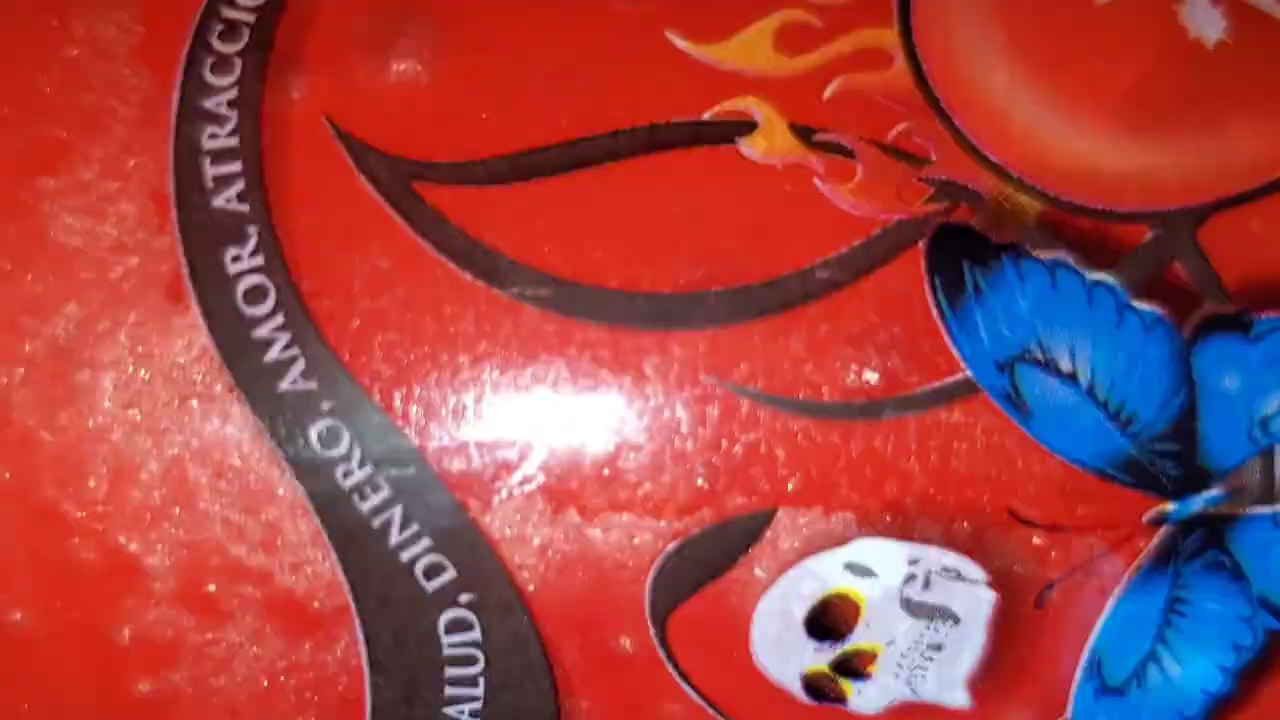 ALUD, DINERO, AMOR, ATRACCIO